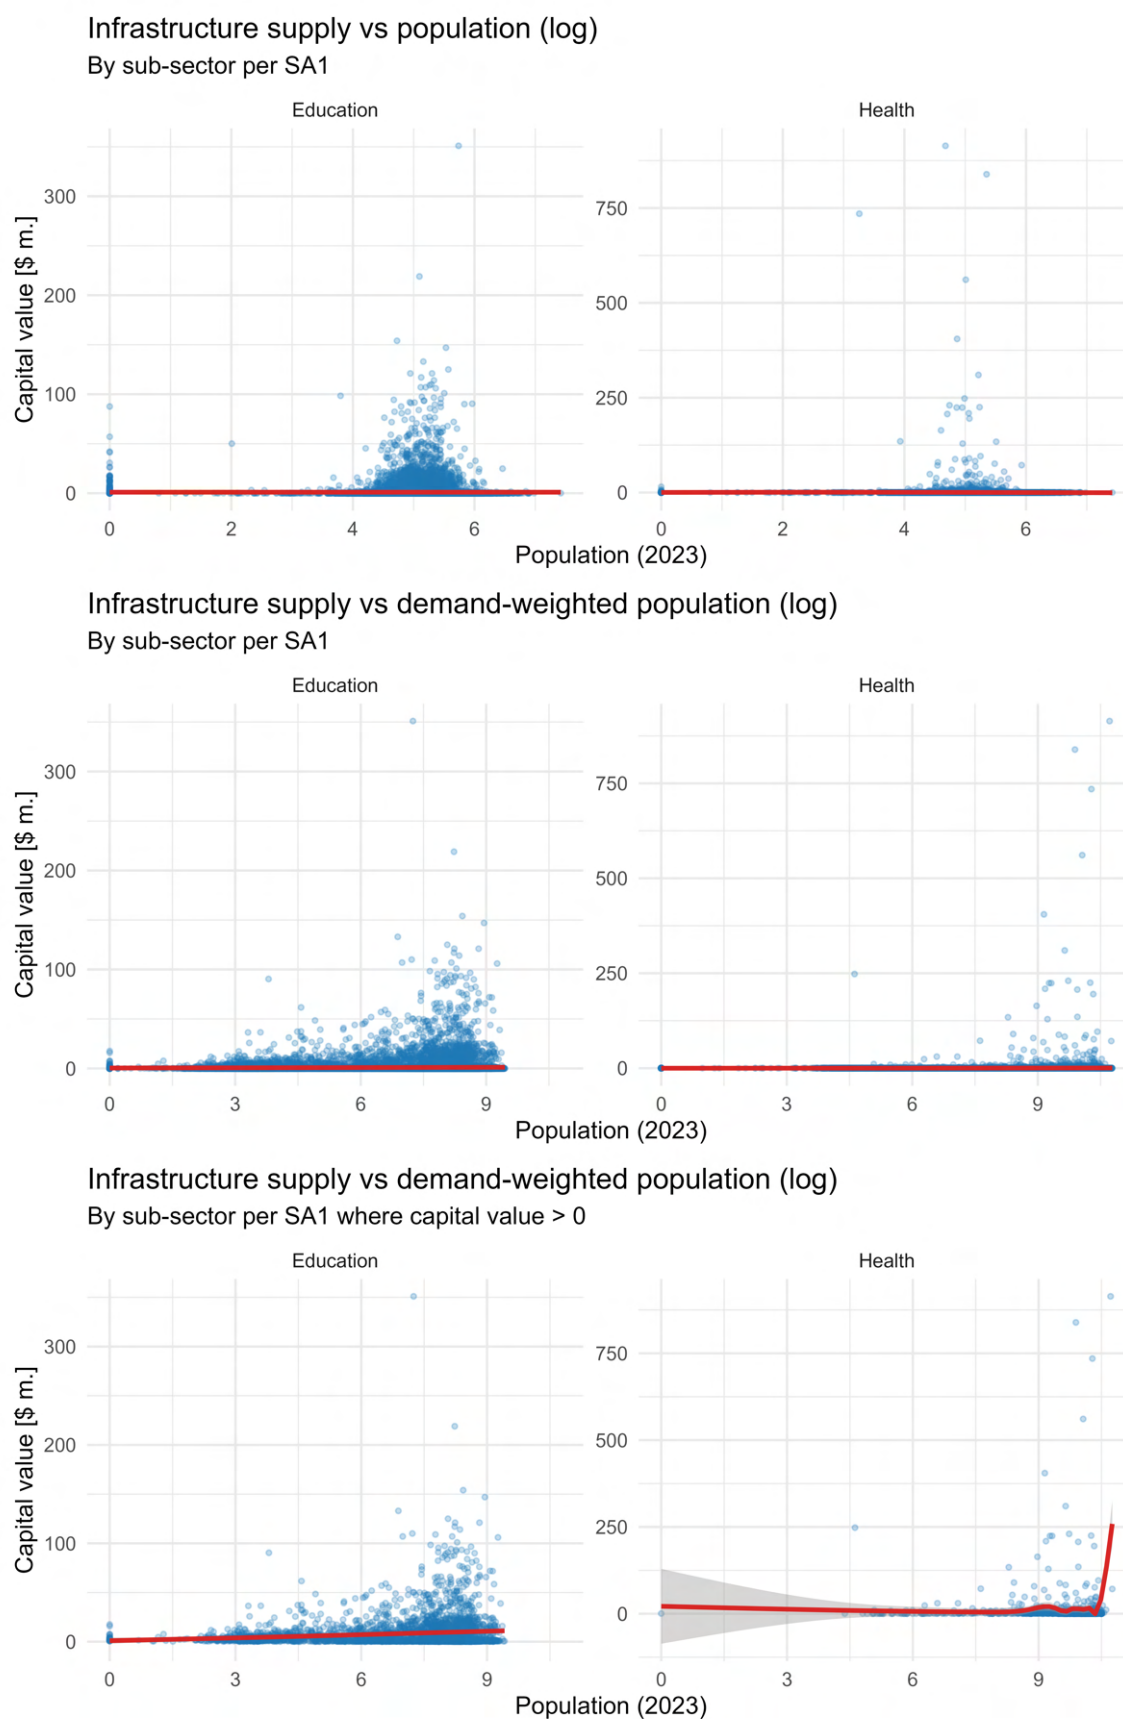 Infrastructure supply vs population (log)
By sub-sector per SA1
Education Health
Capital value [$ m.]
300
200
100
0
750
500
250
0
0 2 4 6 0 2 4 6
Population (2023)
Infrastructure supply vs demand-weighted population (log)
By sub-sector per SA1
Education Health
Capital value [$ m.]
300
200
100
0
750
500
250
0
0 3 6 9 0 3 6 9
Population (2023)
Infrastructure supply vs demand-weighted population (log)
By sub-sector per SA1 where capital value > 0
Education Health
Capital value [$ m.]
300
200
100
0
750
500
250
0
0 3 6 9 0 3 6 9
Population (2023)